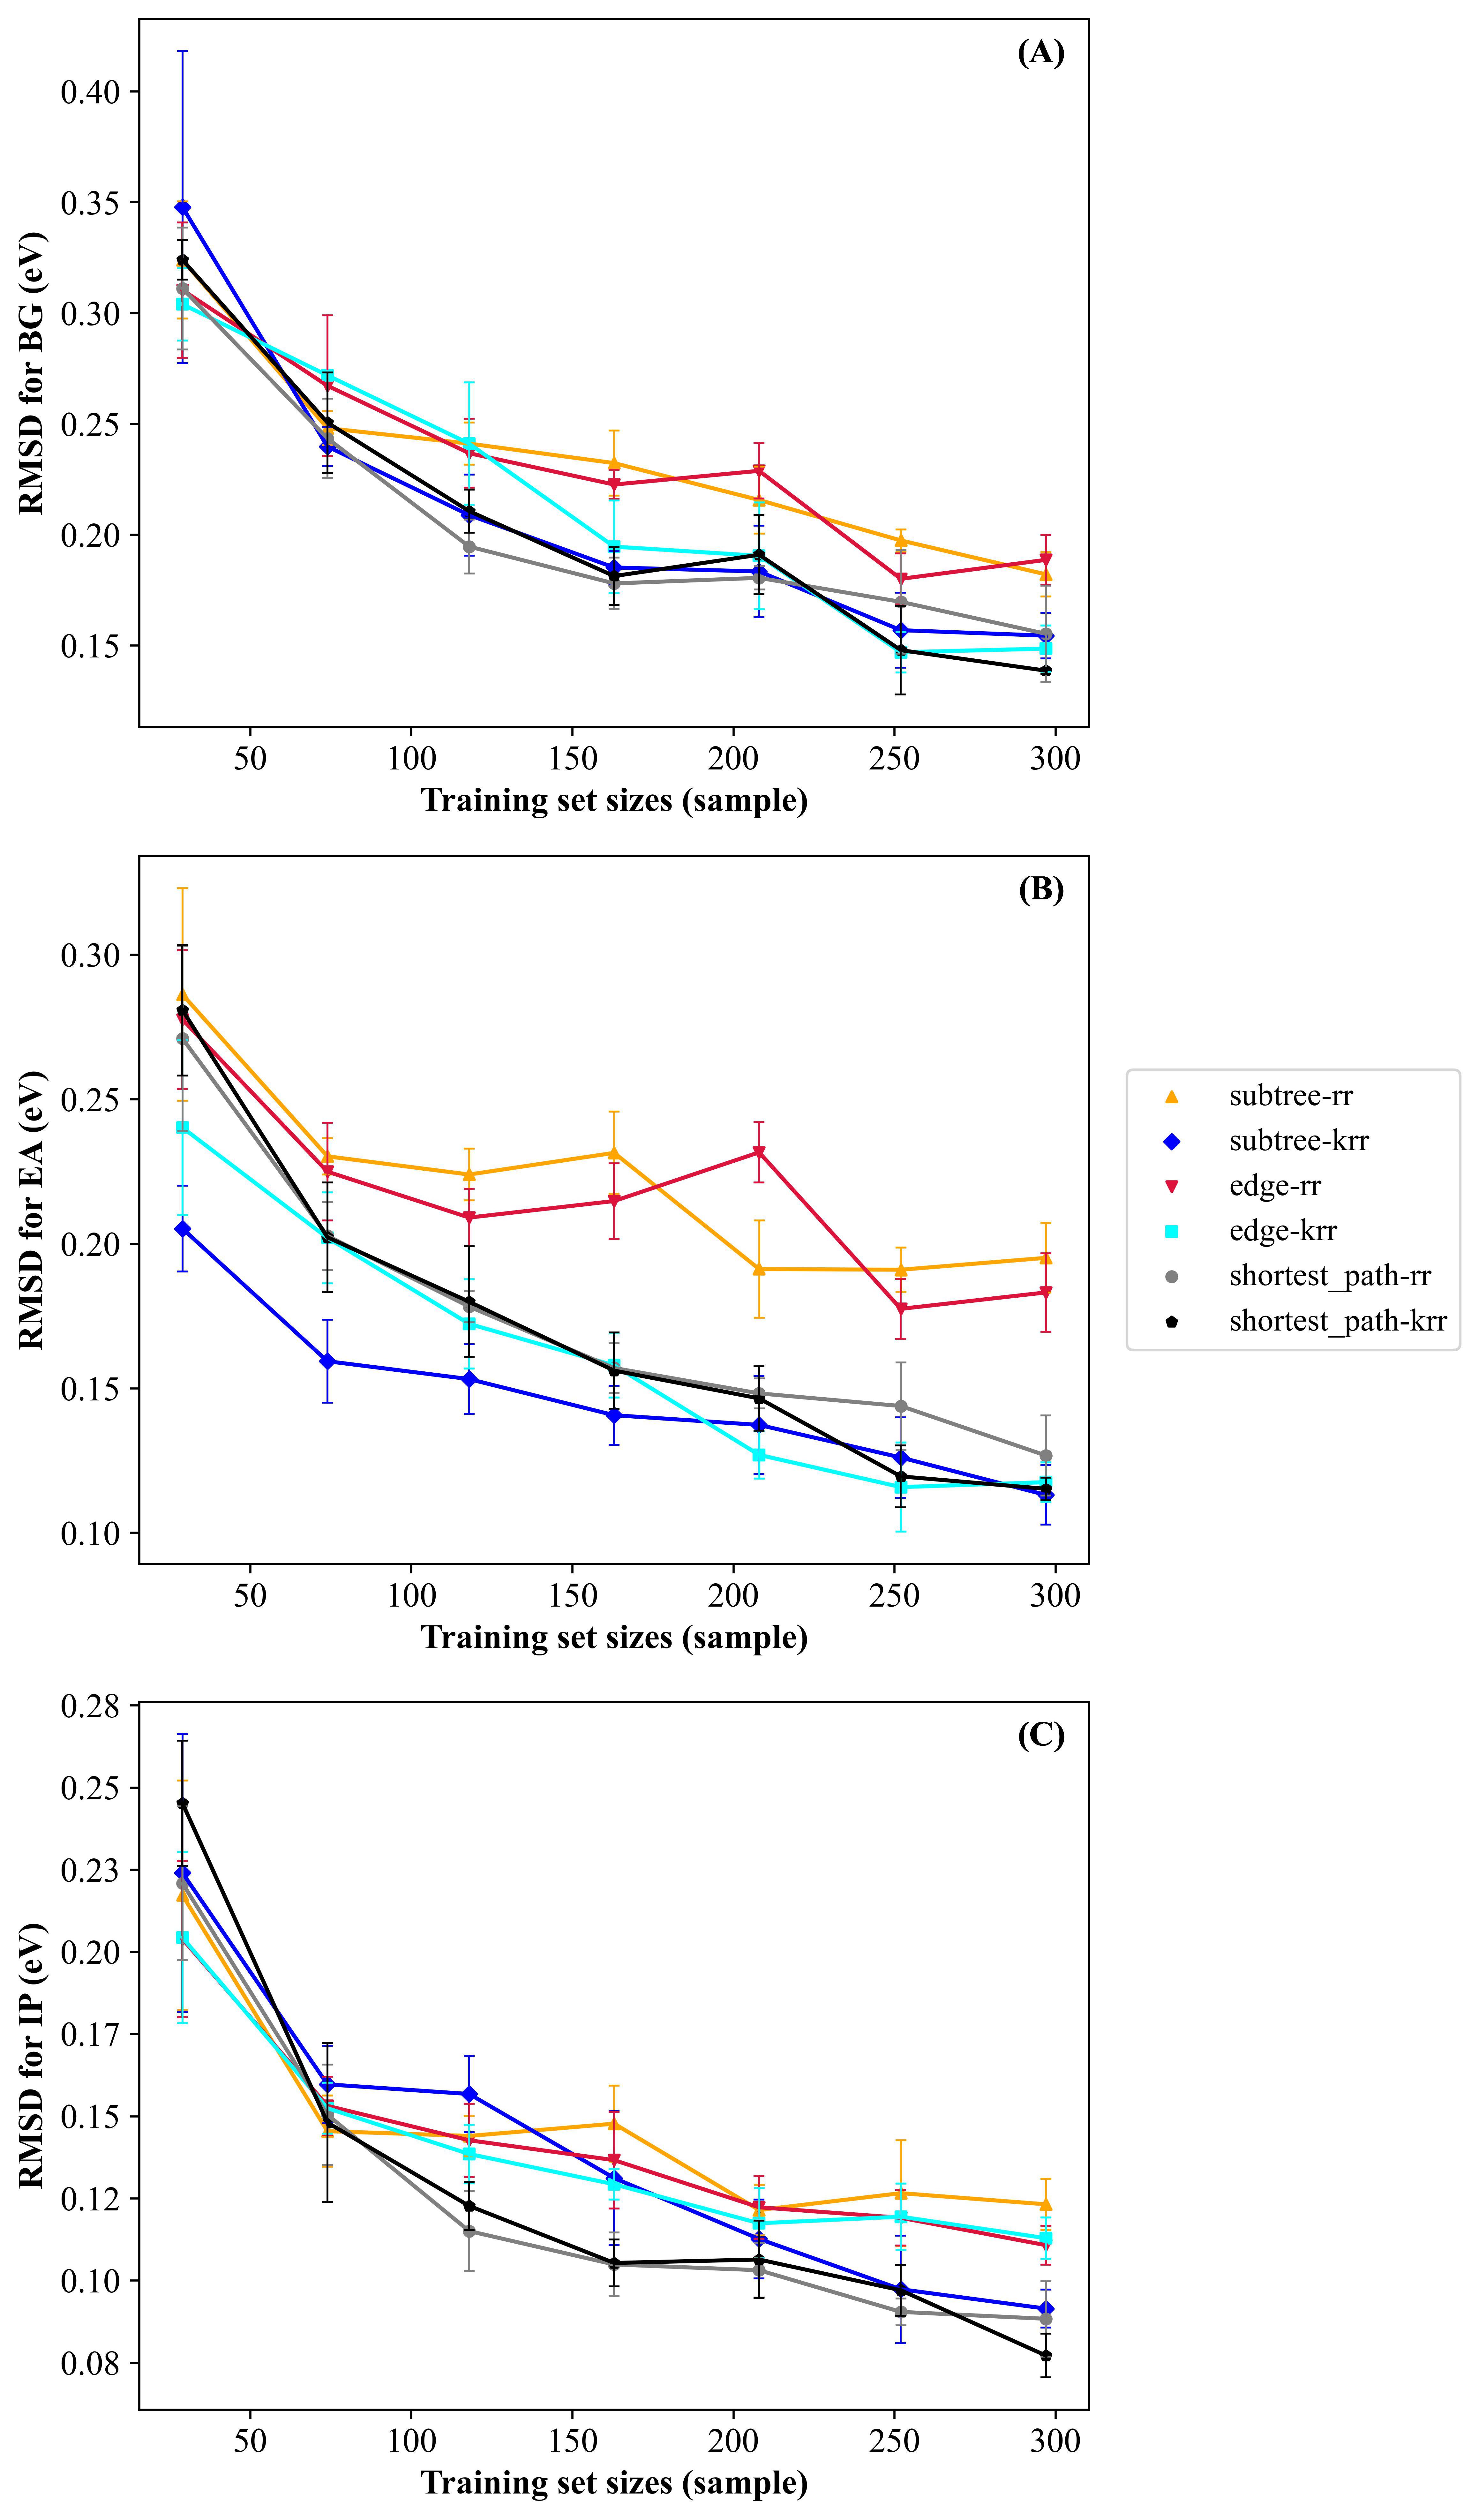 (A)
RMSD for BG (eV)
0.40
0.35
0.30
0.25
0.20
0.15
50 100 150 200 250 300
Training set sizes (sample)
(B)
RMSD for EA (eV)
0.30
0.25
0.20
0.15
0.10
50 100 150 200 250 300
Training set sizes (sample)
subtree-rr
subtree-krr
edge-rr
edge-krr
shortest_path-rr
shortest_path-krr
(C)
RMSD for IP (eV)
0.28
0.25
0.23
0.20
0.17
0.15
0.12
0.10
0.08
50 100 150 200 250 300
Training set sizes (sample)